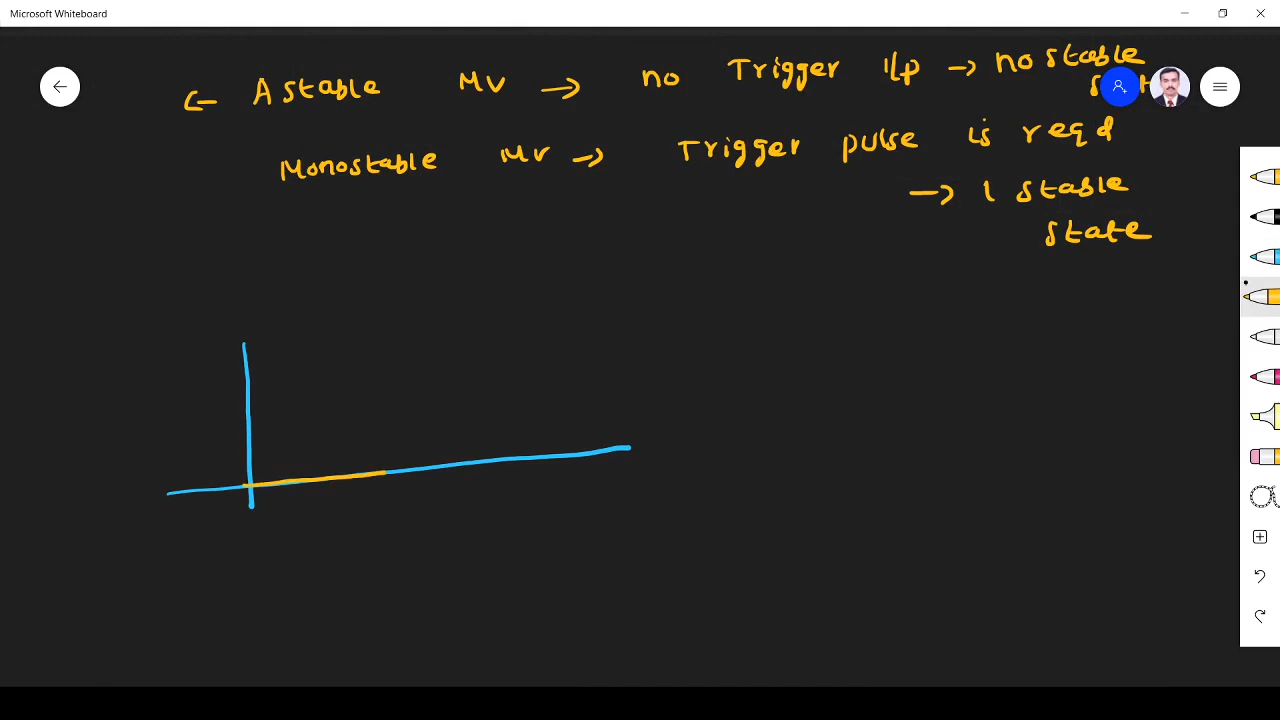 Microsoft Whiteboard
Astable MV → no Trigger i/p → no stable
Monostable MV → Trigger pulse is reqd
→ 1 stable
state